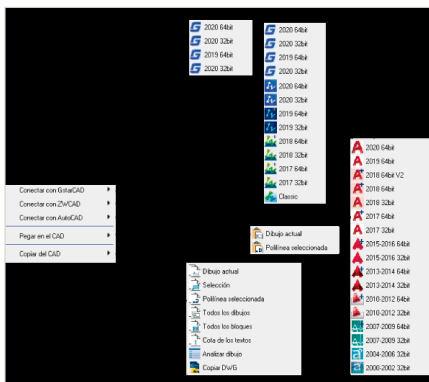 2020 64bit
2020 32bit
2019 64bit
2020 32bit
2020 64bit
2020 32bit
2019 64bit
2020 32bit
2020 64bit
2020 32bit
2019 64bit
2019 32bit
2018 64bit
2018 32bit
2017 64bit
2017 32bit
Classic
2020 64bit
2019 64bit
2018 64bit V2
2018 64bit
2018 32bit
2017 64bit
2017 32bit
2015-2016 64bit
2015-2016 32bit
2013-2014 64bit
2013-2014 32bit
2010-2012 64bit
2010-2012 32bit
2007-2009 64bit
2007-2009 32bit
2004-2006 32bit
2000-2002 32bit
Conectar con GstarCAD
Conectar con ZWCAD
Conectar con AutoCAD
Pegar en el CAD
Copiar del CAD
Dibujo actual
Polilínea seleccionada
Dibujo actual
Selección
Polilínea seleccionada
Todos los dibujos
Todos los bloques
Cota de los textos
Analizar dibujo
Copiar DWG